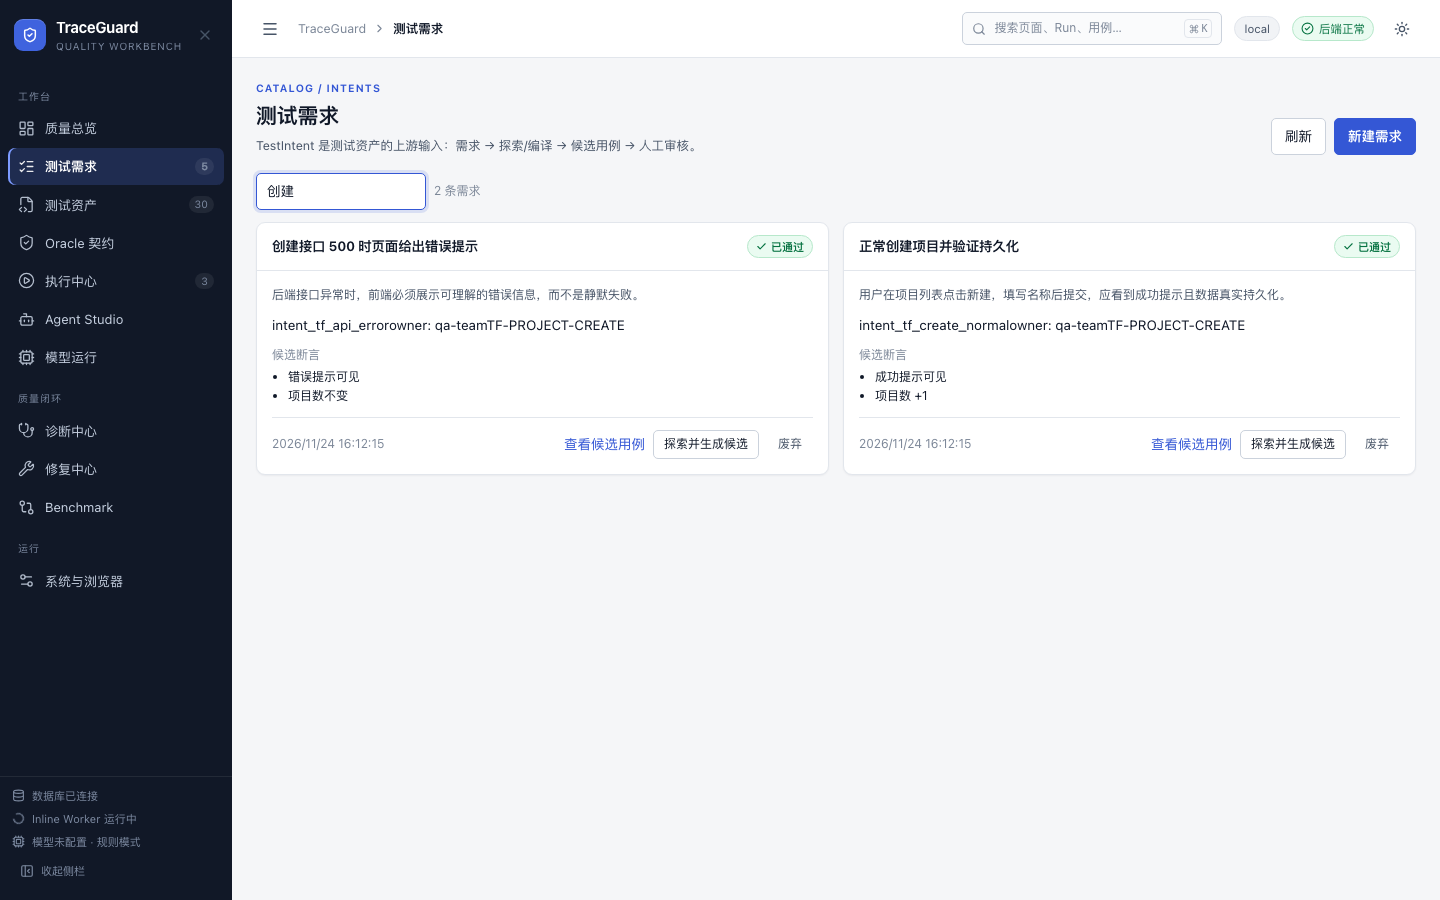 TraceGuard
QUALITY WORKBENCH
工作台
质量总览
测试需求 5
测试资产 30
Oracle 契约
执行中心 3
Agent Studio
模型运行
质量闭环
诊断中心
修复中心
Benchmark
运行
系统与浏览器
数据库已连接
Inline Worker 运行中
模型未配置 · 规则模式
收起侧栏
TraceGuard > 测试需求
搜索页面、Run、用例... ⌘ K
local
后端正常
CATALOG / INTENTS
测试需求
TestIntent 是测试资产的上游输入：需求 → 探索/编译 → 候选用例 → 人工审核。
刷新
新建需求
创建
2 条需求
创建接口 500 时页面给出错误提示
已通过
后端接口异常时，前端必须展示可理解的错误信息，而不是静默失败。
intent_tf_api_errorowner: qa-teamTF-PROJECT-CREATE
候选断言
• 错误提示可见
• 项目数不变
2026/11/24 16:12:15
查看候选用例
探索并生成候选
废弃
正常创建项目并验证持久化
已通过
用户在项目列表点击新建，填写名称后提交，应看到成功提示且数据真实持久化。
intent_tf_create_normalowner: qa-teamTF-PROJECT-CREATE
候选断言
• 成功提示可见
• 项目数 +1
2026/11/24 16:12:15
查看候选用例
探索并生成候选
废弃